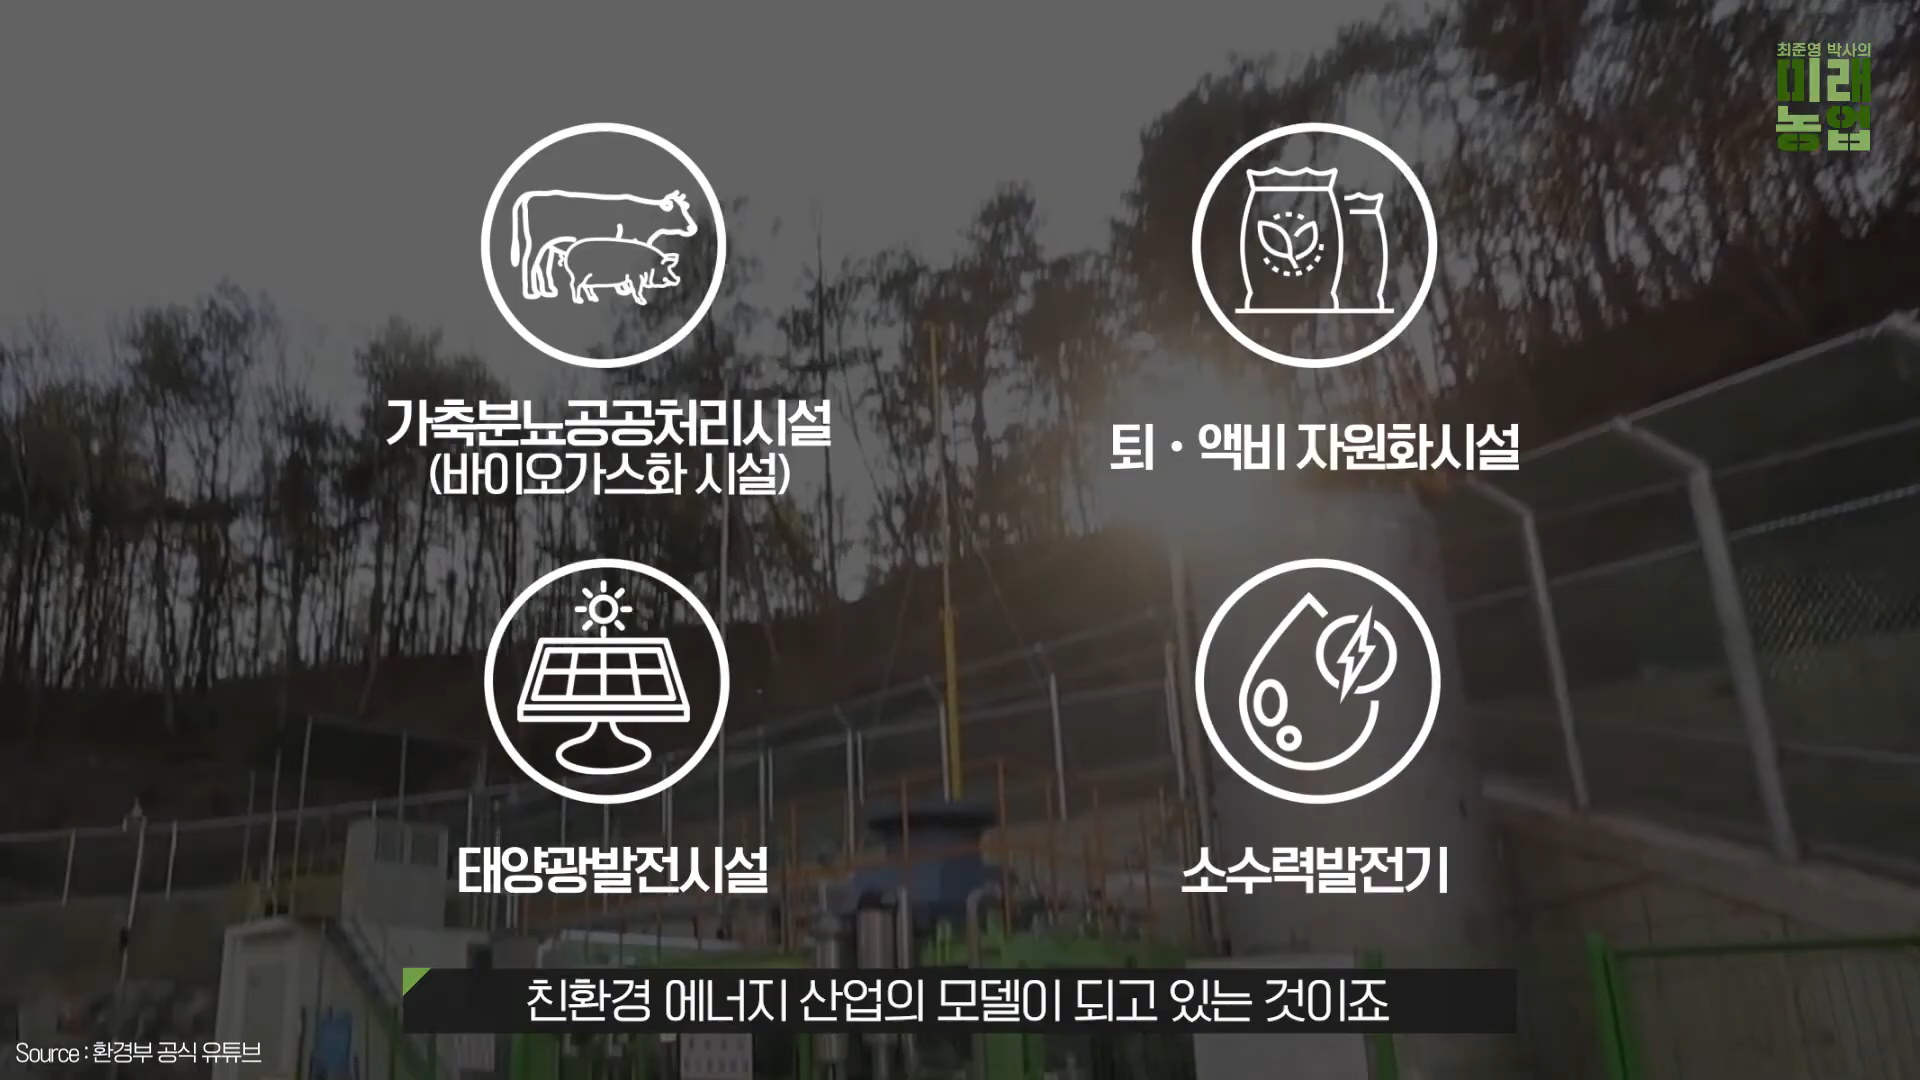 최준영 박사의
미래
농업
가축분뇨공공처리시설
(바이오가스화 시설)
퇴·액비 자원화시설
태양광발전시설
소수력발전기
친환경 에너지 산업의 모델이 되고 있는 것이죠
Source : 환경부 공식 유튜브